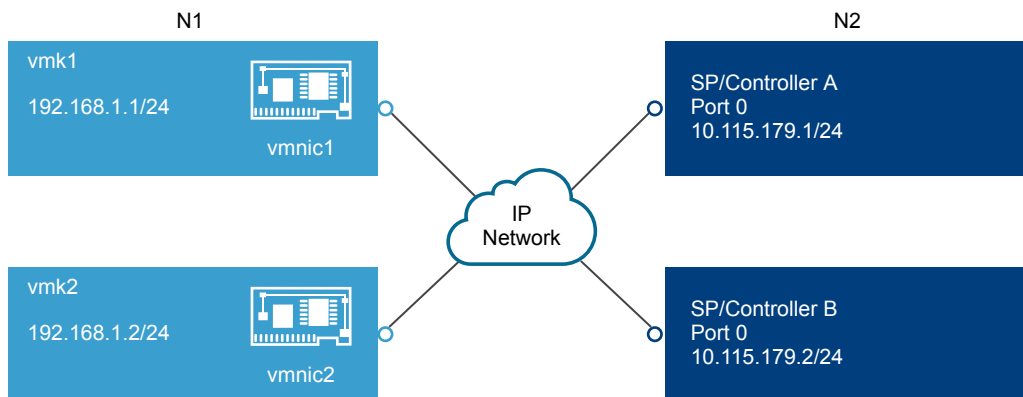 N1
N2
vmk1
192.168.1.1/24
vmnic1
SP/Controller A
Port 0
10.115.179.1/24
IP
Network
vmk2
192.168.1.2/24
vmnic2
SP/Controller B
Port 0
10.115.179.2/24